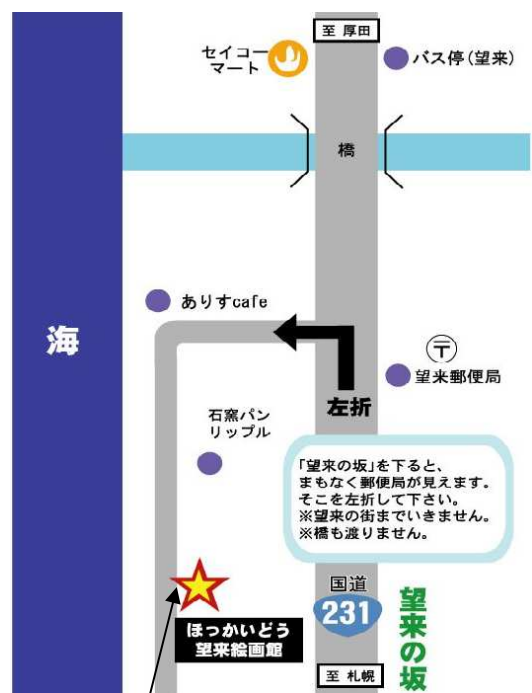 至 厚田
セイコー
マート
バス停(望来)
橋
ありすcafe
海
〒
望来郵便局
左折
石窯パン
リップル
「望来の坂」を下ると、
まもなく郵便局が見えます。
そこを左折して下さい。
※望来の街までいきません。
※橋も渡りません。
国道
231
望来の坂
ほっかいどう
望来絵画館
至 札幌